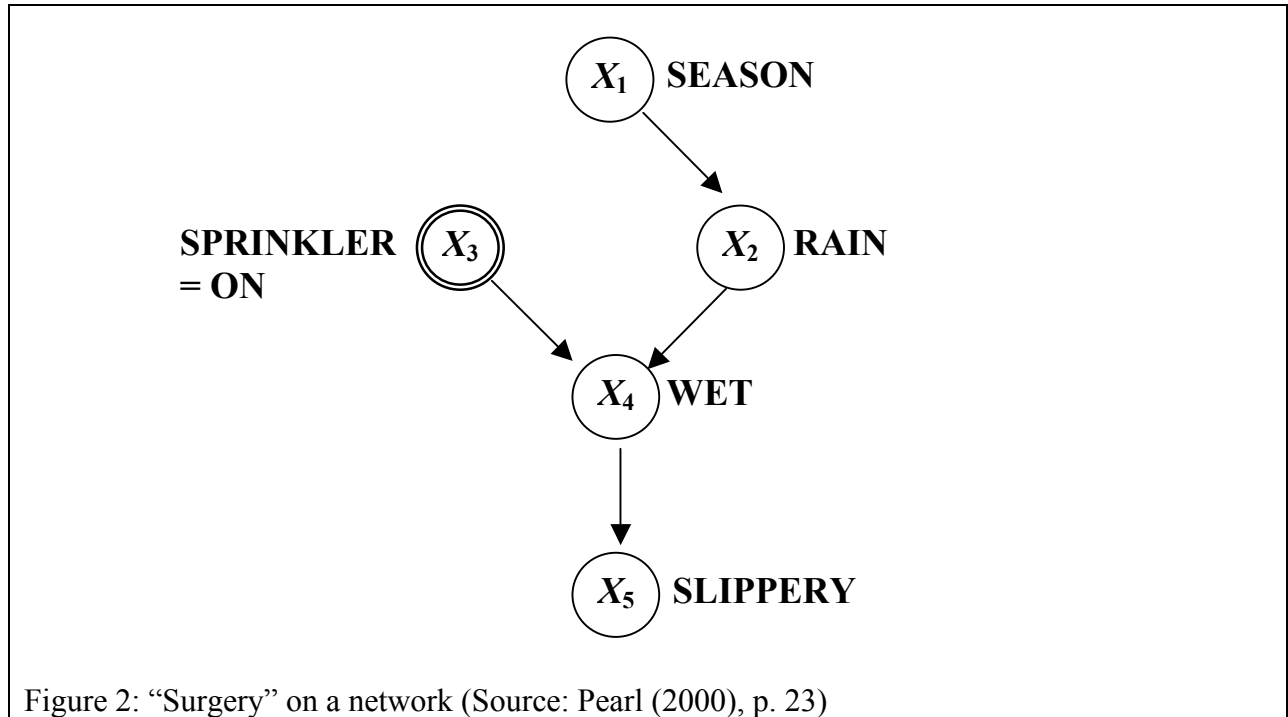 X1 SEASON
SPRINKLER = ON
X3
X2 RAIN
X4 WET
X5 SLIPPERY
Figure 2: “Surgery” on a network (Source: Pearl (2000), p. 23)